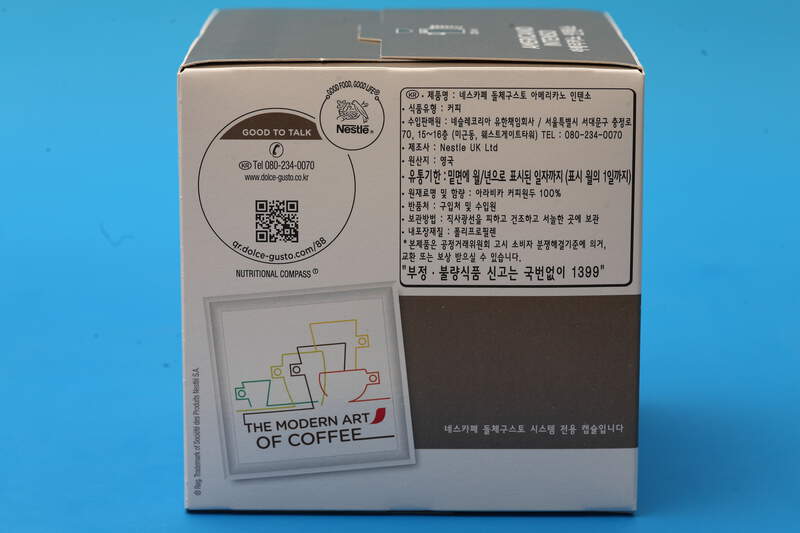 AMERICANO
INTENSO
아메리카노 인텐소
GOOD FOOD, GOOD LIFE®
Nestlē®
GOOD TO TALK
KR Tel 080-234-0070
www.dolce-gusto.co.kr
qr.dolce-gusto.com/88
NUTRITIONAL COMPASS ®
KR · 제품명 : 네스카페 돌체구스토 아메리카노 인텐소
· 식품유형 : 커피
· 수입판매원 : 네슬레코리아 유한책임회사 / 서울특별시 서대문구 충정로
70, 15~16층 (미근동, 웨스트게이트타워) TEL : 080-234-0070
· 제조사 : Nestle UK Ltd
· 원산지 : 영국
· 유통기한 : 밑면에 월/년으로 표시된 일자까지 (표시 월의 1일까지)
· 원재료명 및 함량 : 아라비카 커피원두 100%
· 반품처 : 구입처 및 수입원
· 보관방법 : 직사광선을 피하고 건조하고 서늘한 곳에 보관
· 내포장재질 : 폴리프로필렌
* 본제품은 공정거래위원회 고시 소비자 분쟁해결기준에 의거,
교환 또는 보상 받으실 수 있습니다.
"부정 · 불량식품 신고는 국번없이 1399"
THE MODERN ART
OF COFFEE
네스카페 돌체구스토 시스템 전용 캡슐입니다
® Reg. Trademark of Société des Produits Nestlé S.A.